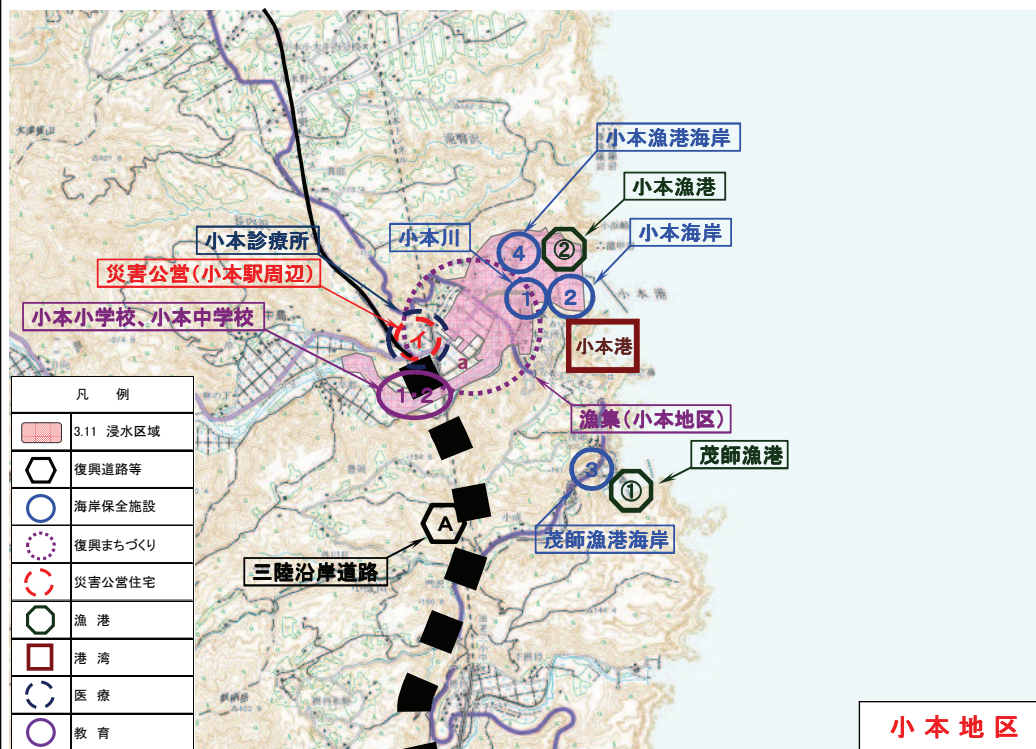 小本漁港海岸
小本漁港
小本診療所
小本川
小本海岸
災害公営(小本駅周辺)
小本小学校、小本中学校
4
②
1
2
小本港
イ
小本港
a
1・2
漁集(小本地区)
茂師漁港
3
①
A
茂師漁港海岸
三陸沿岸道路
小成
凡 例
3.11 浸水区域
復興道路等
海岸保全施設
復興まちづくり
災害公営住宅
漁 港
港 湾
医 療
教 育
小 本 地 区